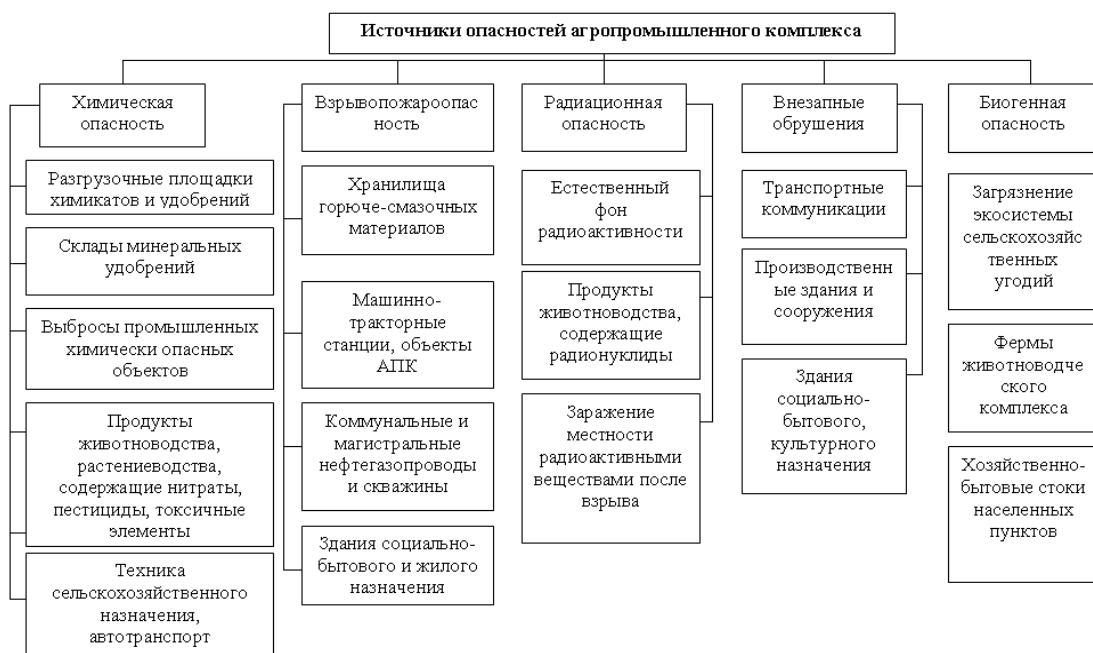 Источники опасностей агропромышленного комплекса
Химическая
опасность
Разгрузочные площадки
химикатов и удобрений
Склады минеральных
удобрений
Выбросы промышленных
химически опасных
объектов
Продукты
животноводства,
растениеводства,
содержащие нитраты,
пестициды, токсичные
элементы
Техника
сельскохозяйственного
назначения,
автотранспорт
Взрывопожароопас
ность
Хранилища
горюче-смазочных
материалов
Машинно-
тракторные
станции, объекты
АПК
Коммунальные и
магистральные
нефтегазопроводы
и скважины
Здания социально-
бытового и жилого
назначения
Радиационная
опасность
Естественный
фон
радиоактивности
Продукты
животноводства,
содержащие
радионуклиды
Заражение
местности
радиоактивными
веществами после
взрыва
Внезапные
обрушения
Транспортные
коммуникации
Производственн
ые здания и
сооружения
Здания
социально-
бытового,
культурного
назначения
Биогенная
опасность
Загрязнение
экосистемы
сельскохозяйс
твенных
угодий
Фермы
животноводче
ского
комплекса
Хозяйственно-
бытовые стоки
населенных
пунктов